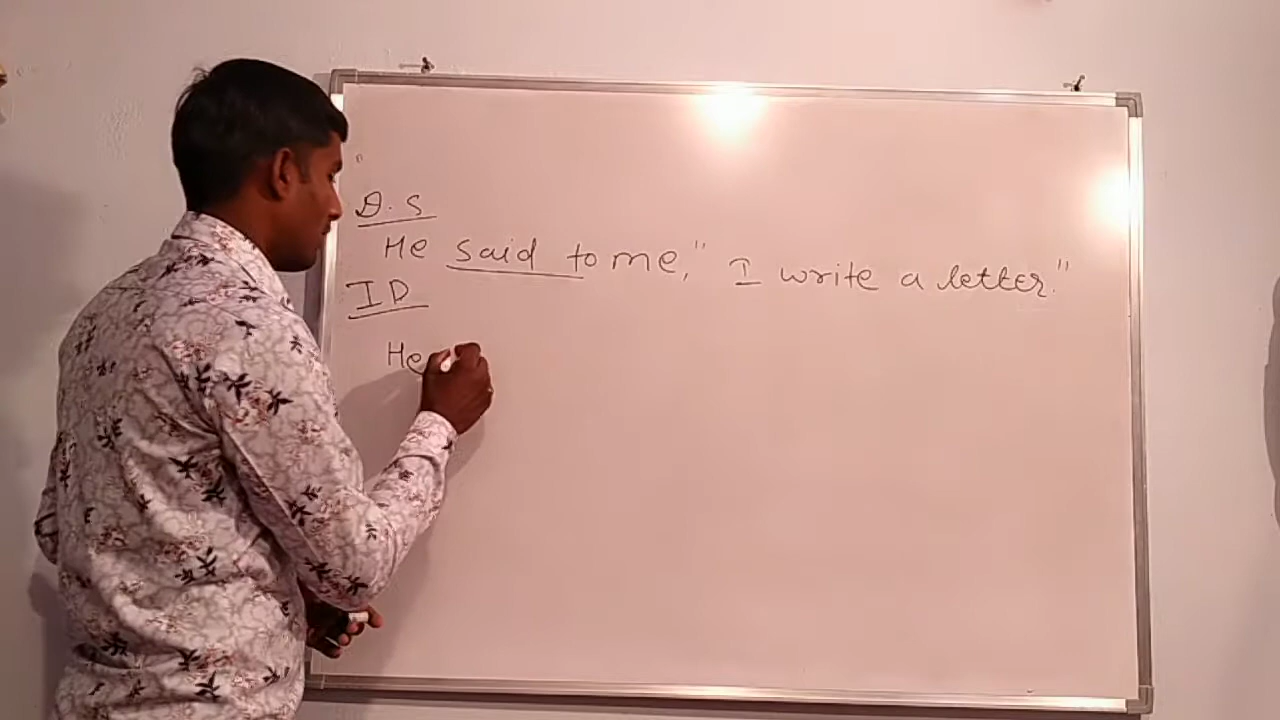 D.S
He said to me, " I write a letter."
ID
He